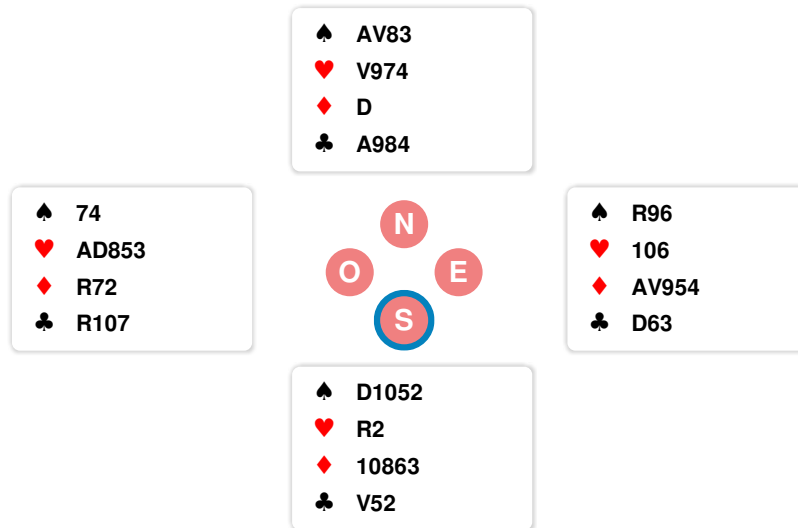 ♠ AV83
♥ V974
♦ D
♣ A984
♠ 74
♥ AD853
♦ R72
♣ R107
N
O E
S
♠ R96
♥ 106
♦ AV954
♣ D63
♠ D1052
♥ R2
♦ 10863
♣ V52